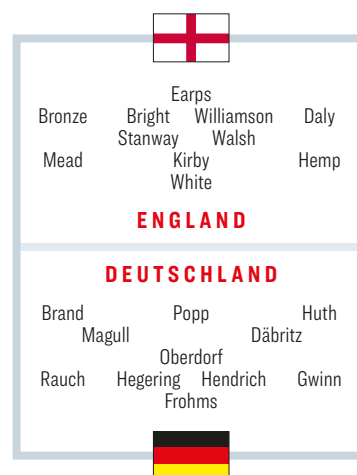 Earps
Bronze Bright Williamson Daly
Stanway Walsh
Mead Kirby Hemp
White
ENGLAND
DEUTSCHLAND
Brand Popp Huth
Magull Däbritz
Oberdorf
Rauch Hegering Hendrich Gwinn
Frohms